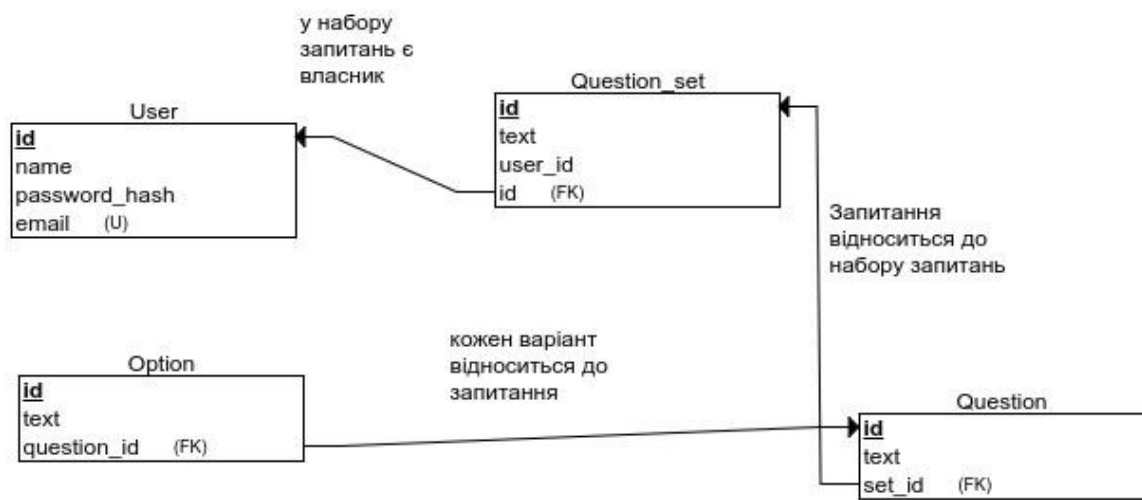 у набору
запитань є
власник
User
id
name
password_hash
email (U)
Question_set
id
text
user_id
id (FK)
Запитання
відноситься до
набору запитань
кожен варіант
відноситься до
запитання
Option
id
text
question_id (FK)
Question
id
text
set_id (FK)